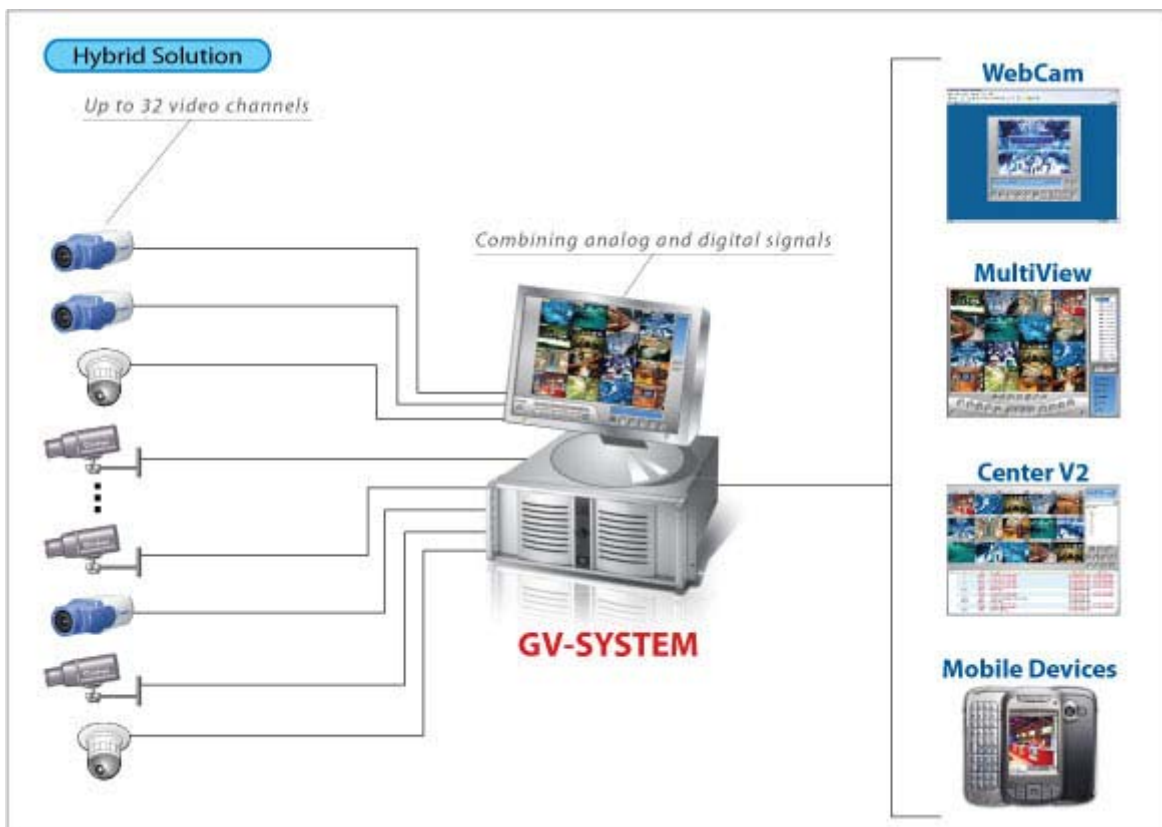 Hybrid Solution
Up to 32 video channels
Combining analog and digital signals
GV-SYSTEM
WebCam
MultiView
Center V2
Mobile Devices